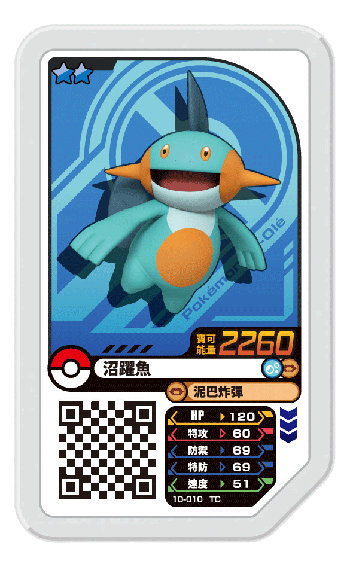 Pokémon Ga-Olé
寶可
能量 2260
沼躍魚
泥巴炸彈
HP 120
特攻 60
防禦 69
特防 69
速度 51
10-010 TC